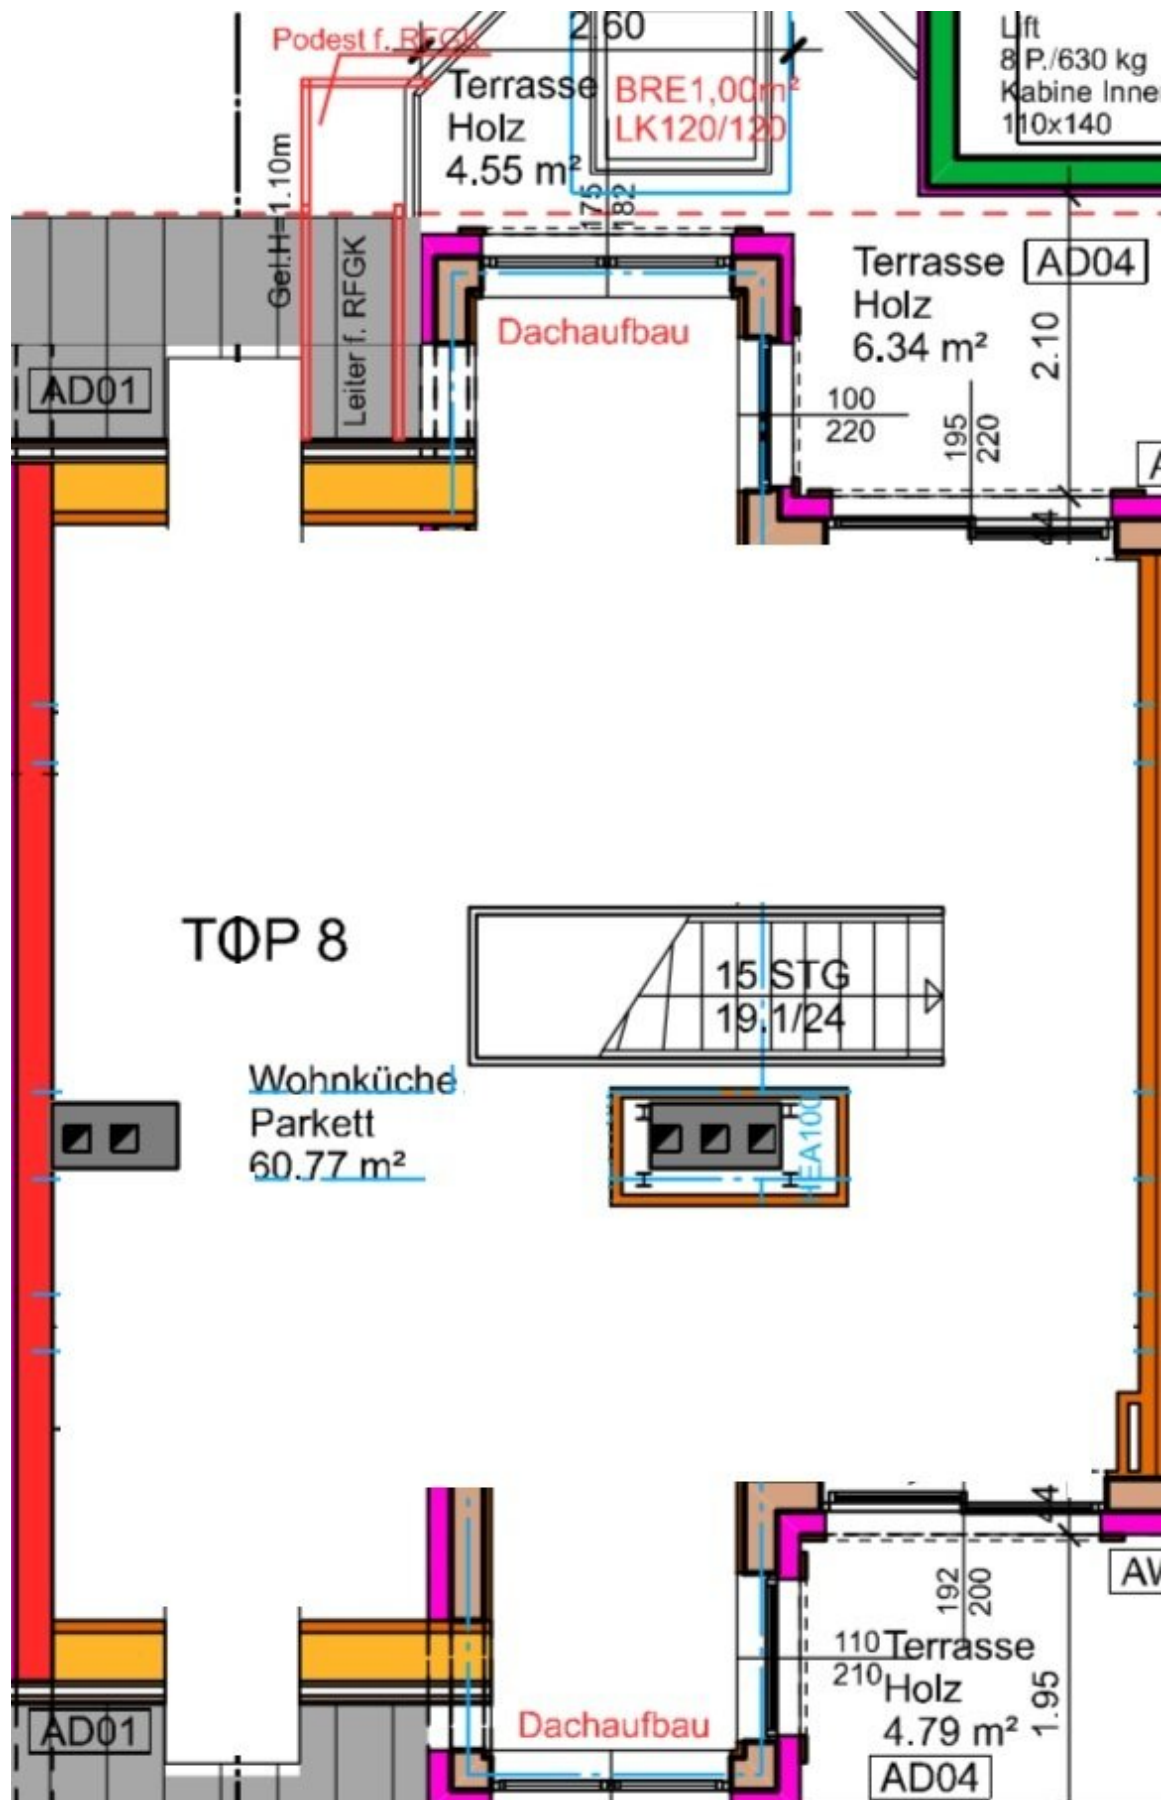 2.60
Podest f. RFGK
Terrasse
Holz
4.55 m²
BRE1,00m²
LK120/120
Lift
8 P./630 kg
Kabine Inne
110x140
Gel.H=1.10m
175
182
Terrasse
Holz
6.34 m²
AD04
2.10
Leiter f. RFGK
Dachaufbau
AD01
100
220
195
220
A
44
TOP 8
15 STG
19.1/24
Wohnküche
Parkett
60.77 m²
HEA100
44
192
200
AW
110
210
Terrasse
Holz
4.79 m²
1.95
AD01
Dachaufbau
AD04